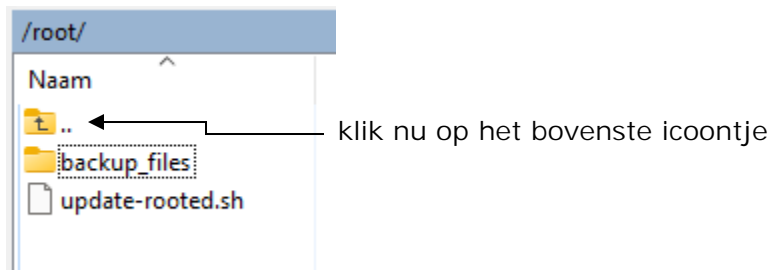 /root/
Naam
..
klik nu op het bovenste icoontje
backup_files
update-rooted.sh